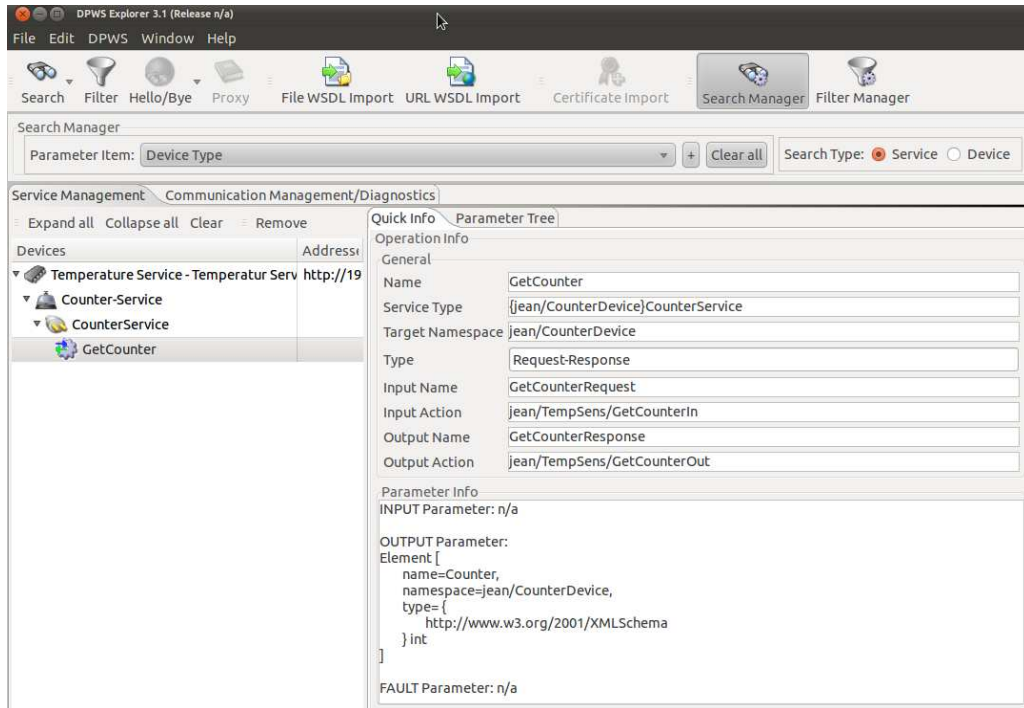 DPWS Explorer 3.1 (Release n/a)
File Edit DPWS Window Help
Search Filter Hello/Bye Proxy File WSDL Import URL WSDL Import Certificate Import Search Manager Filter Manager
Search Manager
Parameter Item: Device Type + Clear all Search Type: Service Device
Service Management Communication Management/Diagnostics
Expand all Collapse all Clear Remove
Quick Info Parameter Tree
Devices Addresse
Temperature Service - Temperatur Serv http://19
Counter-Service
CounterService
GetCounter
Operation Info
General
Name GetCounter
Service Type {jean/CounterDevice}CounterService
Target Namespace jean/CounterDevice
Type Request-Response
Input Name GetCounterRequest
Input Action jean/TempSens/GetCounterIn
Output Name GetCounterResponse
Output Action jean/TempSens/GetCounterOut
Parameter Info
INPUT Parameter: n/a
OUTPUT Parameter:
Element [
name=Counter,
namespace=jean/CounterDevice,
type= {
http://www.w3.org/2001/XMLSchema
} int
]
FAULT Parameter: n/a